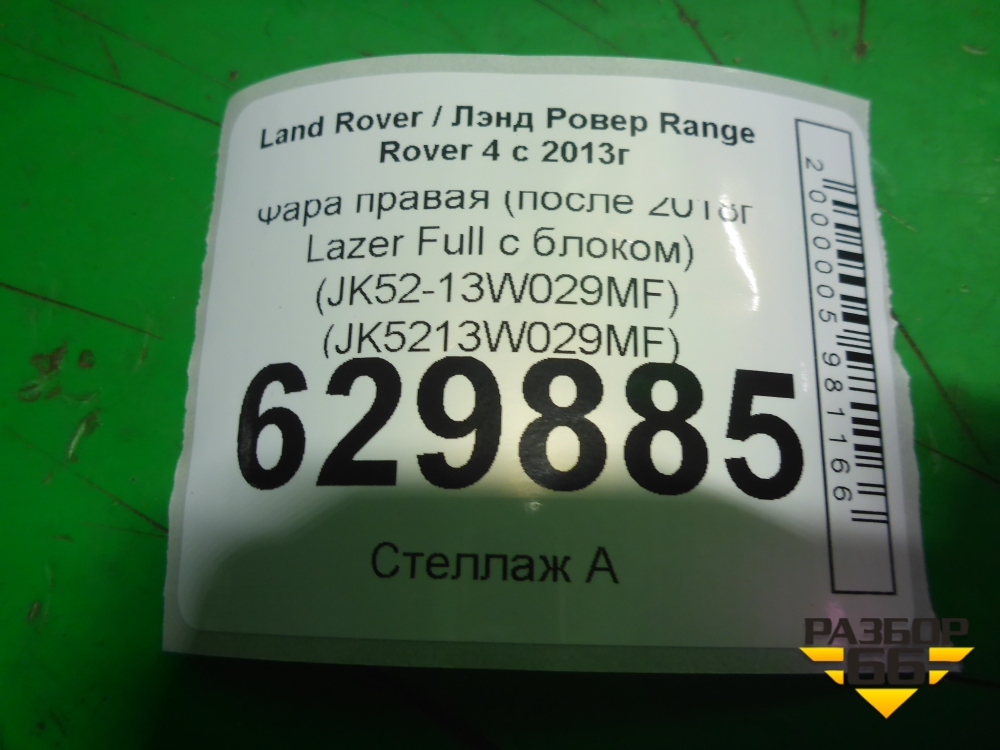 Land Rover / Лэнд Ровер Range
Rover 4 с 2013г
Фара правая (после 2018г
Lazer Full с блоком)
(JK52-13W029MF)
(JK5213W029MF)
629885
Стеллаж А
2000005981166
РАЗБОР
66